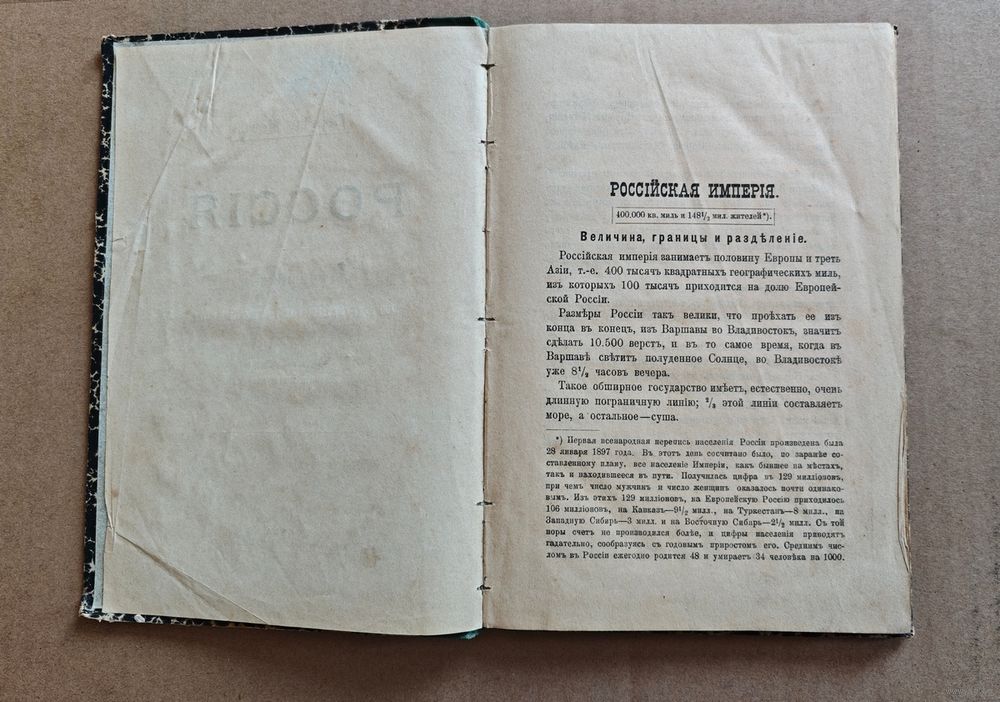 РОССІЯ
РОССІЙСКАЯ ИМПЕРІЯ.
400.000 кв. миль и 148½ мил. жителей*).
Величина, границы и раздѣленіе.
Россійская имперія занимаетъ половину Европы и треть
Азіи, т.-е. 400 тысячъ квадратныхъ географическихъ миль,
изъ которыхъ 100 тысячъ приходится на долю Европей-
ской Россіи.
Размѣры Россіи такъ велики, что проѣхать ее изъ
конца въ конецъ, изъ Варшавы во Владивостокъ, значитъ
сдѣлать 10.500 верстъ, и въ то самое время, когда въ
Варшавѣ свѣтитъ полуденное Солнце, во Владивостокѣ
уже 8½ часовъ вечера.
Такое обширное государство имѣетъ, естественно, очень
длинную пограничную линію; ⅔ этой линіи составляетъ
море, а остальное—суша.
*) Первая всенародная перепись населенія Россіи произведена была
28 января 1897 года. Въ этотъ день сосчитано было, по заранѣе со-
ставленному плану, все населеніе Имперіи, какъ бывшее на мѣстахъ,
такъ и находившееся въ пути. Получилась цифра въ 129 милліоновъ,
при чемъ число мужчинъ и число женщинъ оказалось почти одинако-
вымъ. Изъ этихъ 129 милліоновъ, на Европейскую Россію приходилось
106 милліоновъ, на Кавказъ—9½ милл., на Туркестанъ—8 милл., на
Западную Сибирь—3 милл. и на Восточную Сибирь—2½ милл. Съ той
поры счетъ не производился болѣе, и цифры населенія приводятъ
гадательно, сообразуясь съ годовымъ приростомъ его. Среднимъ чис-
ломъ въ Россіи ежегодно родится 48 и умираетъ 34 человѣка на 1000.